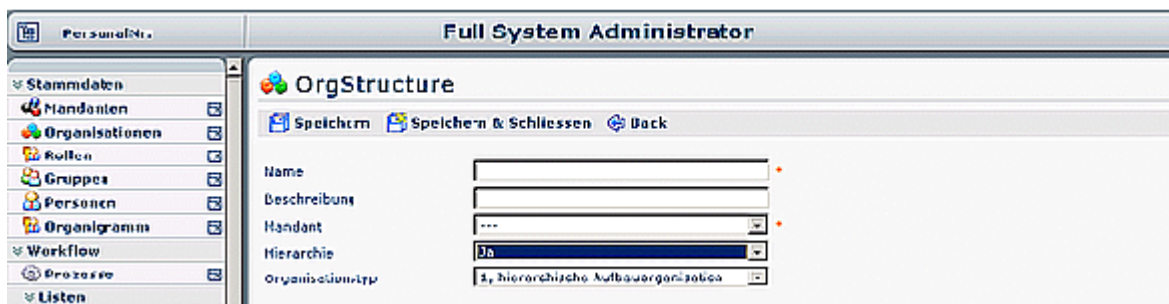 PersonalNr.
Full System Administrator
Stammdaten
Mandanten
Organisationen
Rollen
Gruppen
Personen
Organigramm
Workflow
Prozesse
Listen
OrgStructure
Speichern Speichern & Schliessen Back
Name *
Beschreibung
Mandant --- *
Hierarchie Ja
Organisationstyp 1, hierarchische Aufbauorganisation